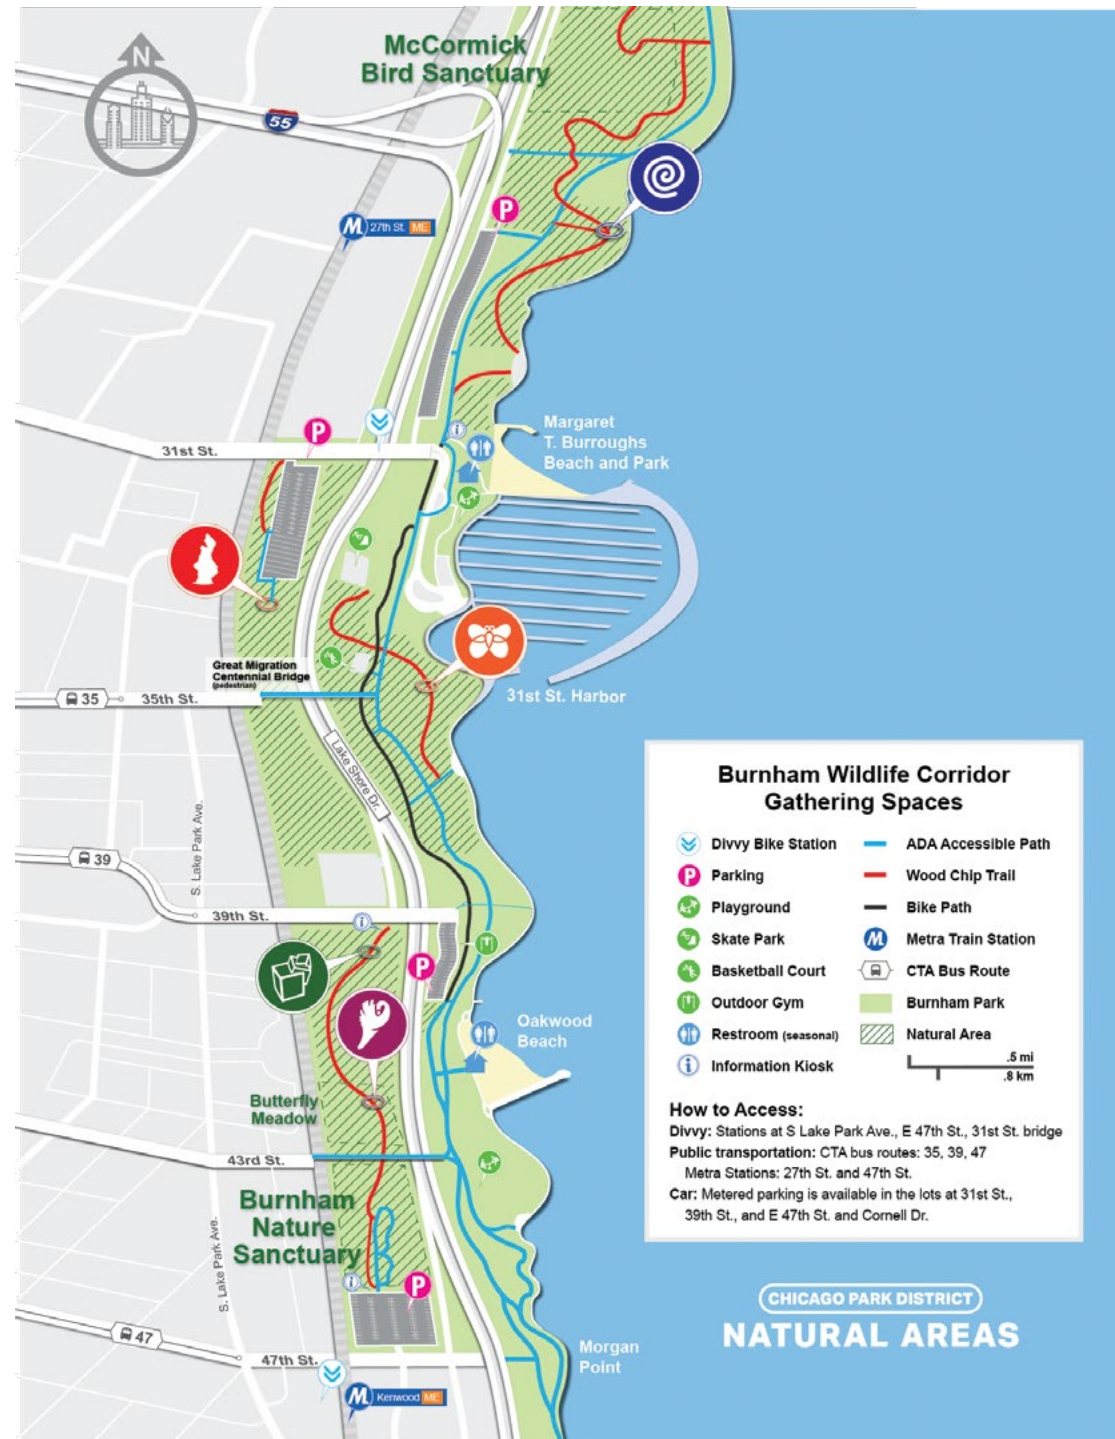 McCormick
Bird Sanctuary
N
55
P
M 27th St. ME
Margaret
T. Burroughs
Beach and Park
i
P
31st St.
Great Migration
Centennial Bridge
(pedestrian)
35
35th St.
31st St. Harbor
Lake Shore Dr.
S. Lake Park Ave.
39
39th St.
i
P
Oakwood
Beach
Butterfly
Meadow
43rd St.
Burnham
Nature
Sanctuary
S. Lake Park Ave.
i
P
47
47th St.
Morgan
Point
M Kenwood ME
Burnham Wildlife Corridor
Gathering Spaces
Divvy Bike Station
ADA Accessible Path
P Parking
Wood Chip Trail
Playground
Bike Path
Skate Park
M Metra Train Station
Basketball Court
CTA Bus Route
Outdoor Gym
Burnham Park
Restroom (seasonal)
Natural Area
i Information Kiosk
.5 mi
.8 km
How to Access:
Divvy: Stations at S Lake Park Ave., E 47th St., 31st St. bridge
Public transportation: CTA bus routes: 35, 39, 47
Metra Stations: 27th St. and 47th St.
Car: Metered parking is available in the lots at 31st St.,
39th St., and E 47th St. and Cornell Dr.
CHICAGO PARK DISTRICT
NATURAL AREAS